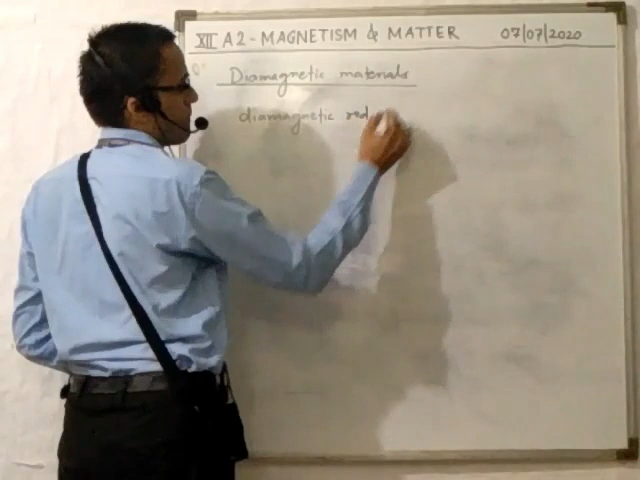 XII A2 - MAGNETISM & MATTER 07/07/2020
Diamagnetic materials
diamagnetic